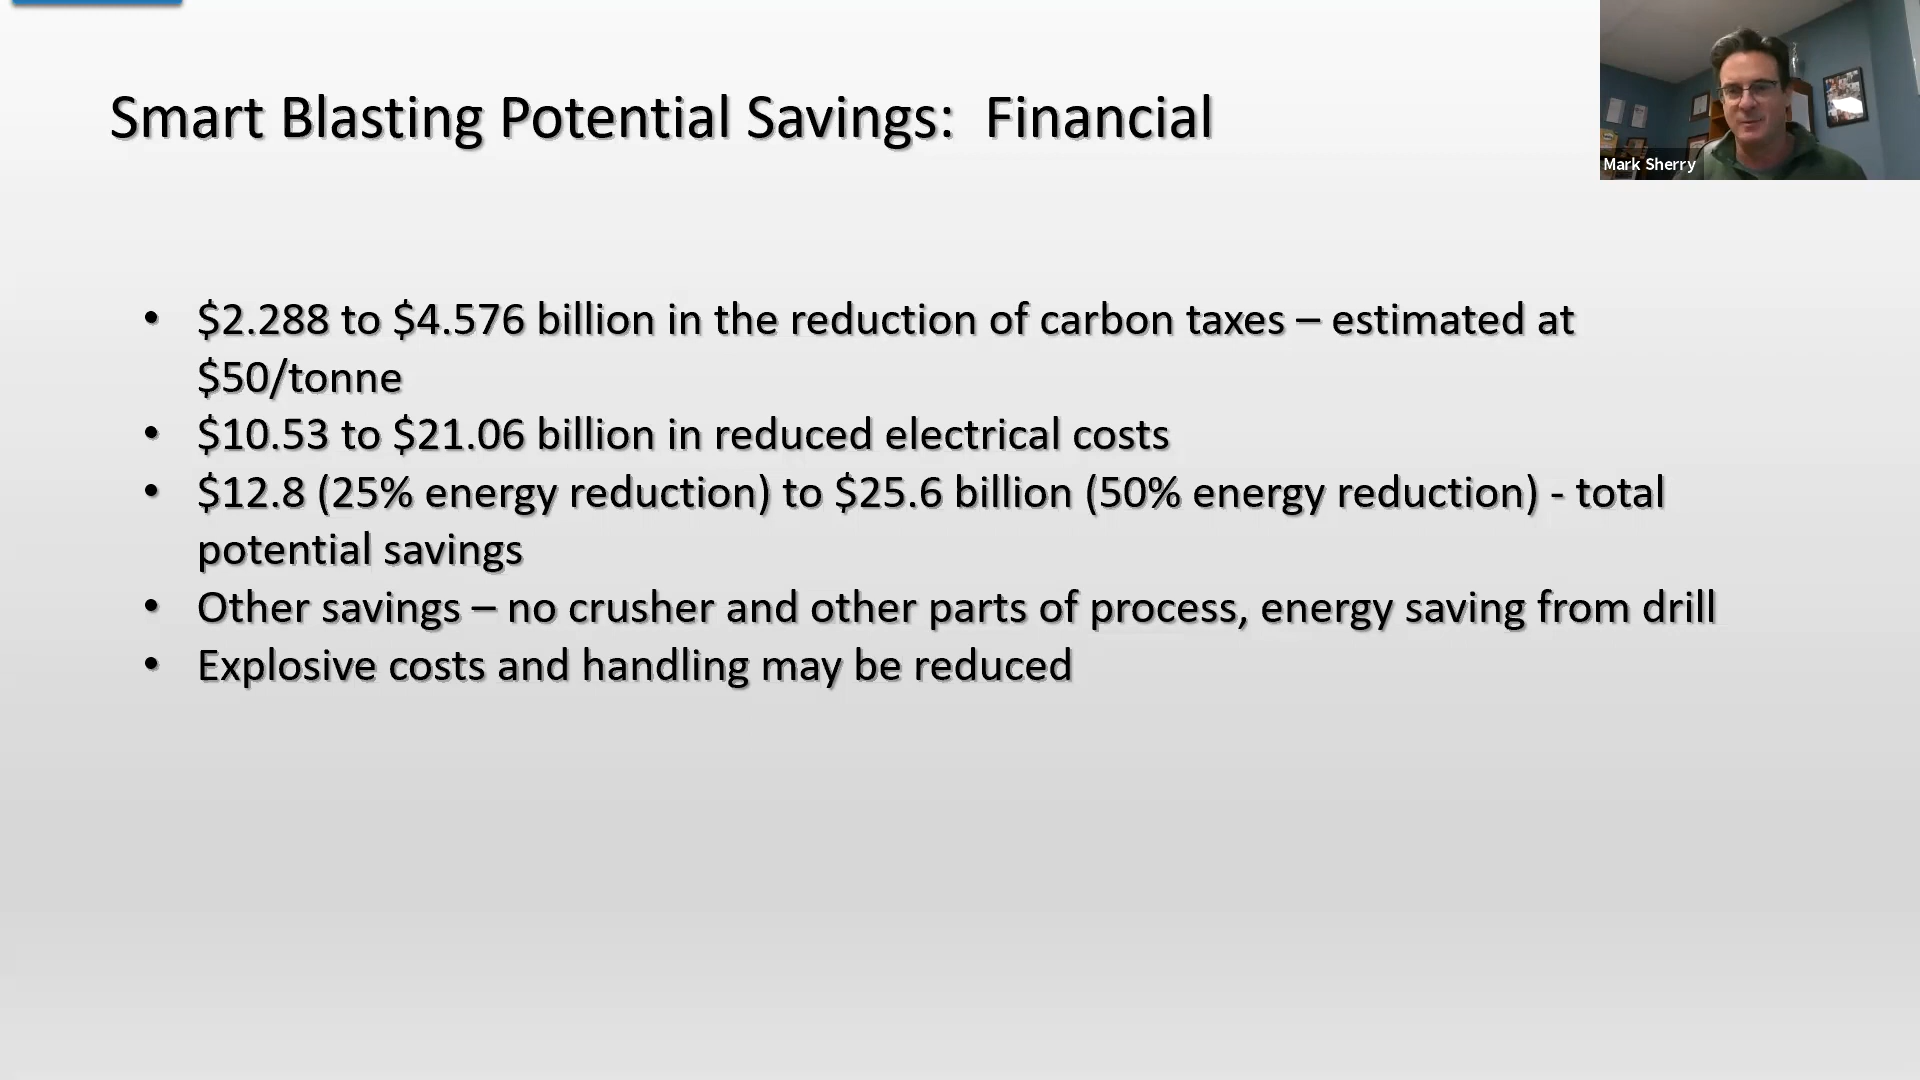 Smart Blasting Potential Savings: Financial
Mark Sherry
• $2.288 to $4.576 billion in the reduction of carbon taxes – estimated at
$50/tonne
• $10.53 to $21.06 billion in reduced electrical costs
• $12.8 (25% energy reduction) to $25.6 billion (50% energy reduction) - total
potential savings
• Other savings – no crusher and other parts of process, energy saving from drill
• Explosive costs and handling may be reduced